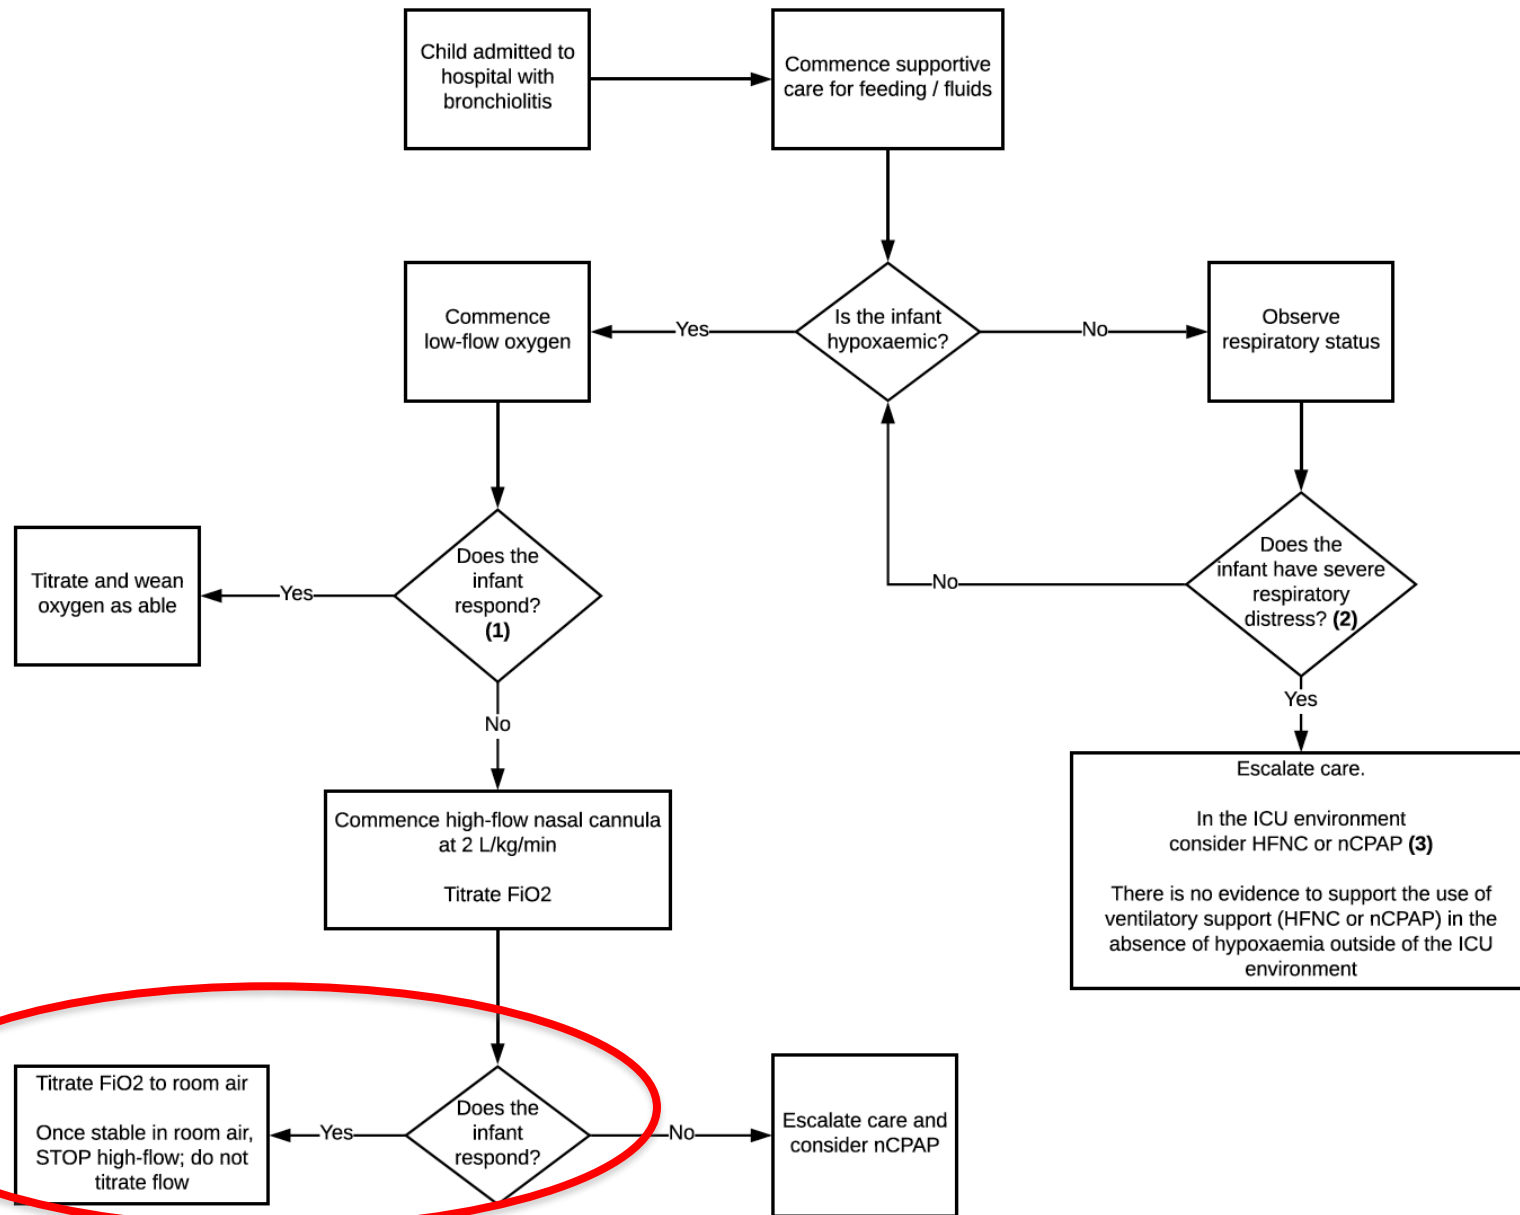 Child admitted to
hospital with
bronchiolitis
Commence supportive
care for feeding / fluids
Commence
low-flow oxygen
Yes
Is the infant
hypoxaemic?
No
Observe
respiratory status
Titrate and wean
oxygen as able
Yes
Does the
infant
respond?
(1)
No
Does the
infant have severe
respiratory
distress? (2)
No
Yes
Commence high-flow nasal cannula
at 2 L/kg/min
Titrate FiO2
Escalate care.
In the ICU environment
consider HFNC or nCPAP (3)
There is no evidence to support the use of
ventilatory support (HFNC or nCPAP) in the
absence of hypoxaemia outside of the ICU
environment
Titrate FiO2 to room air
Once stable in room air,
STOP high-flow; do not
titrate flow
Yes
Does the
infant
respond?
No
Escalate care and
consider nCPAP